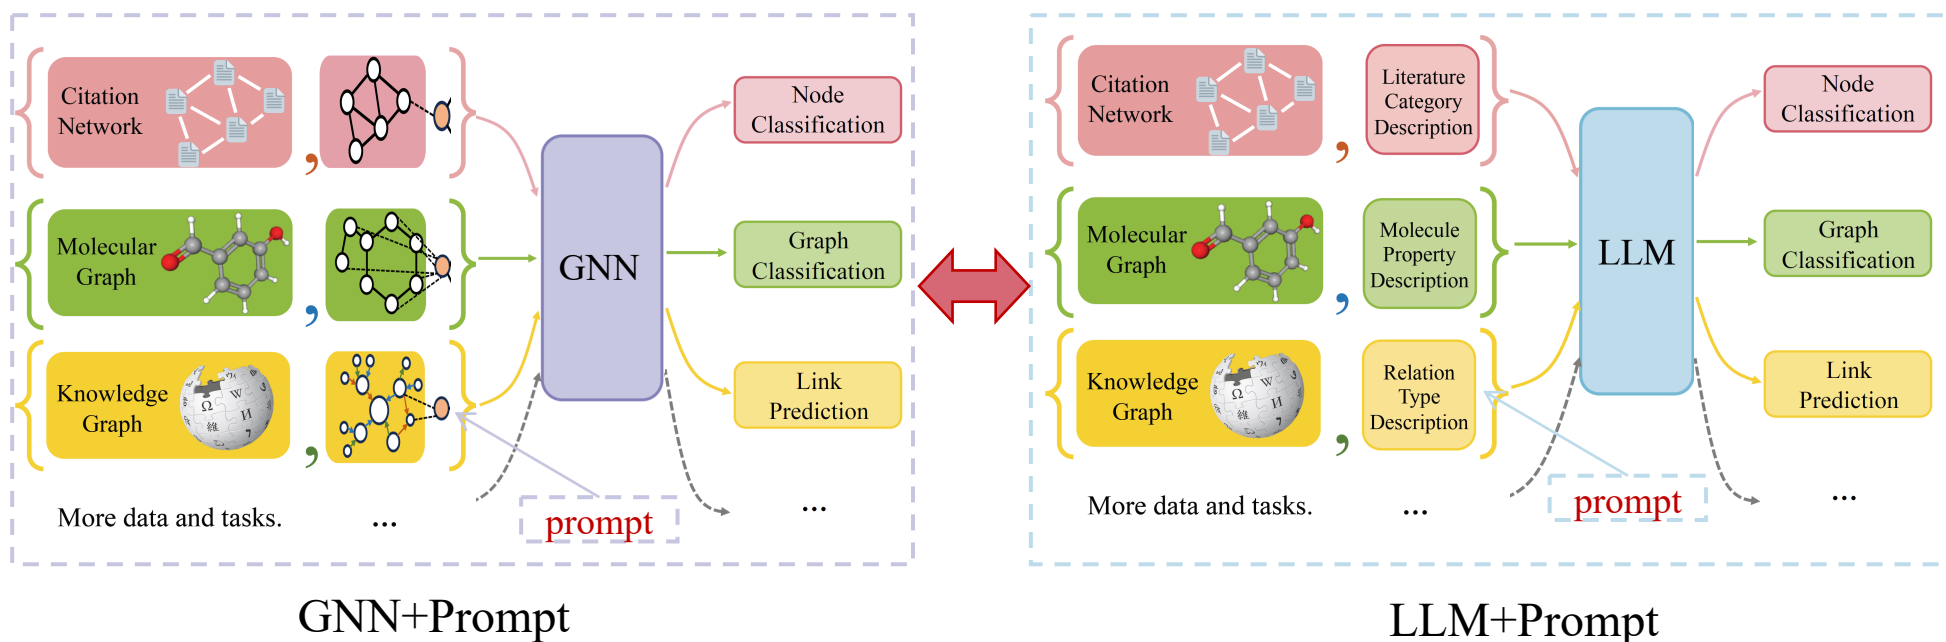 Citation
Network
,
Node
Classification
Molecular
Graph
,
GNN
Graph
Classification
Knowledge
Graph
Ω
W
И
維
,
Link
Prediction
More data and tasks.
...
prompt
...
GNN+Prompt
Citation
Network
,
Literature
Category
Description
Node
Classification
Molecular
Graph
,
Molecule
Property
Description
LLM
Graph
Classification
Knowledge
Graph
Ω
W
И
維
,
Relation
Type
Description
Link
Prediction
More data and tasks.
...
prompt
...
LLM+Prompt